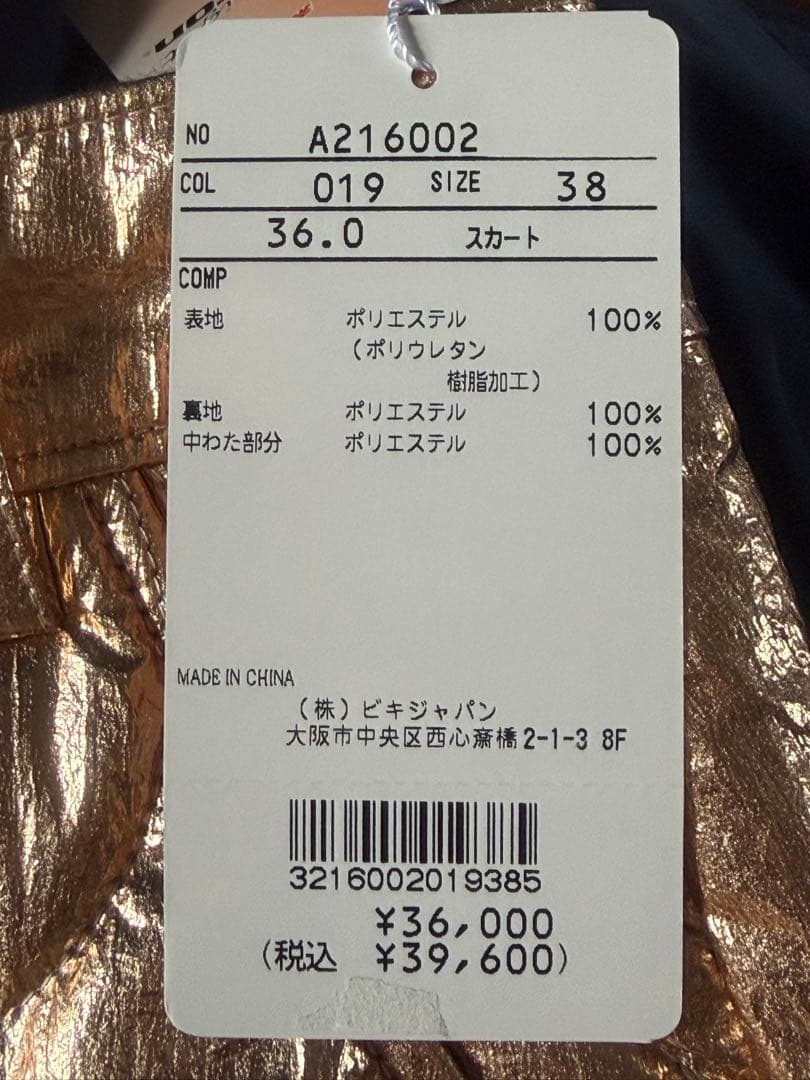 NO A216002
COL 019 SIZE 38
36.0 スカート
COMP
表地 ポリエステル 100%
(ポリウレタン
樹脂加工)
裏地 ポリエステル 100%
中わた部分 ポリエステル 100%
MADE IN CHINA
(株)ビキジャパン
大阪市中央区西心斎橋2-1-3 8F
3216002019385
¥36,000
(税込 ¥39,600)